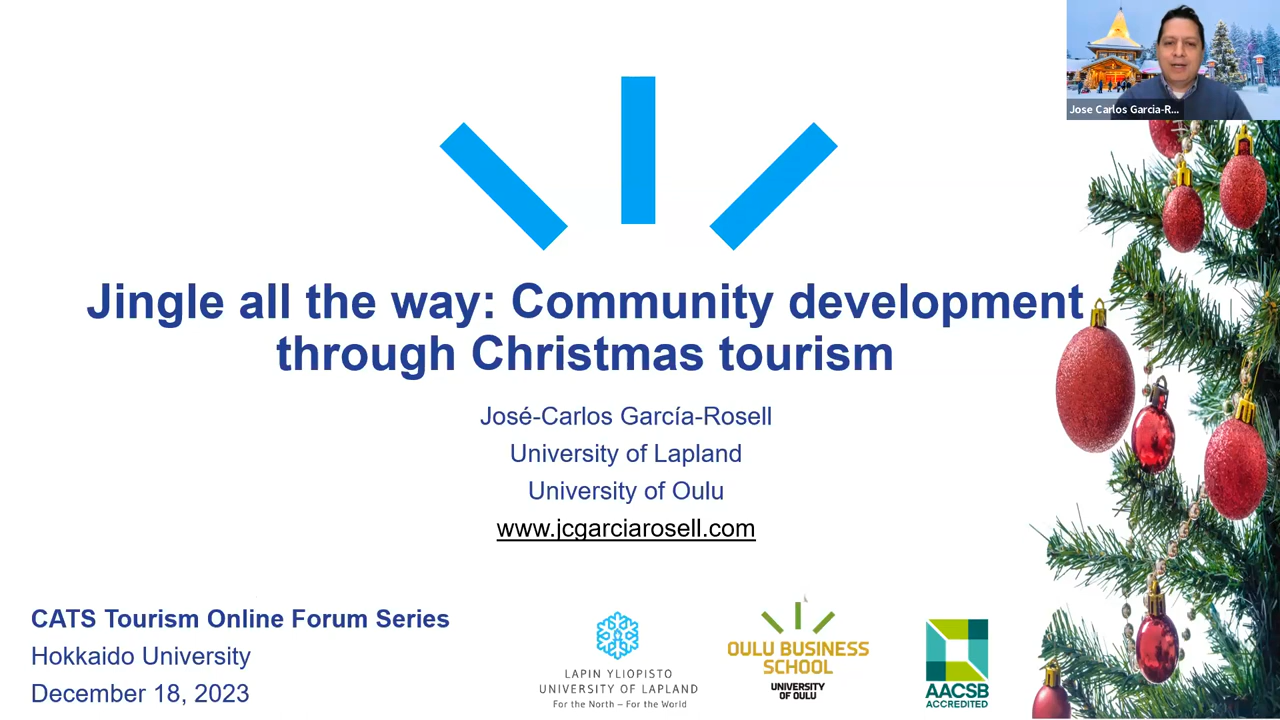 Jose Carlos Garcia-R...
Jingle all the way: Community development
through Christmas tourism
José-Carlos García-Rosell
University of Lapland
University of Oulu
www.jcgarciarosell.com
CATS Tourism Online Forum Series
Hokkaido University
December 18, 2023
LAPIN YLIOPISTO
UNIVERSITY OF LAPLAND
For the North – For the World
OULU BUSINESS
SCHOOL
UNIVERSITY
OF OULU
AACSB
ACCREDITED